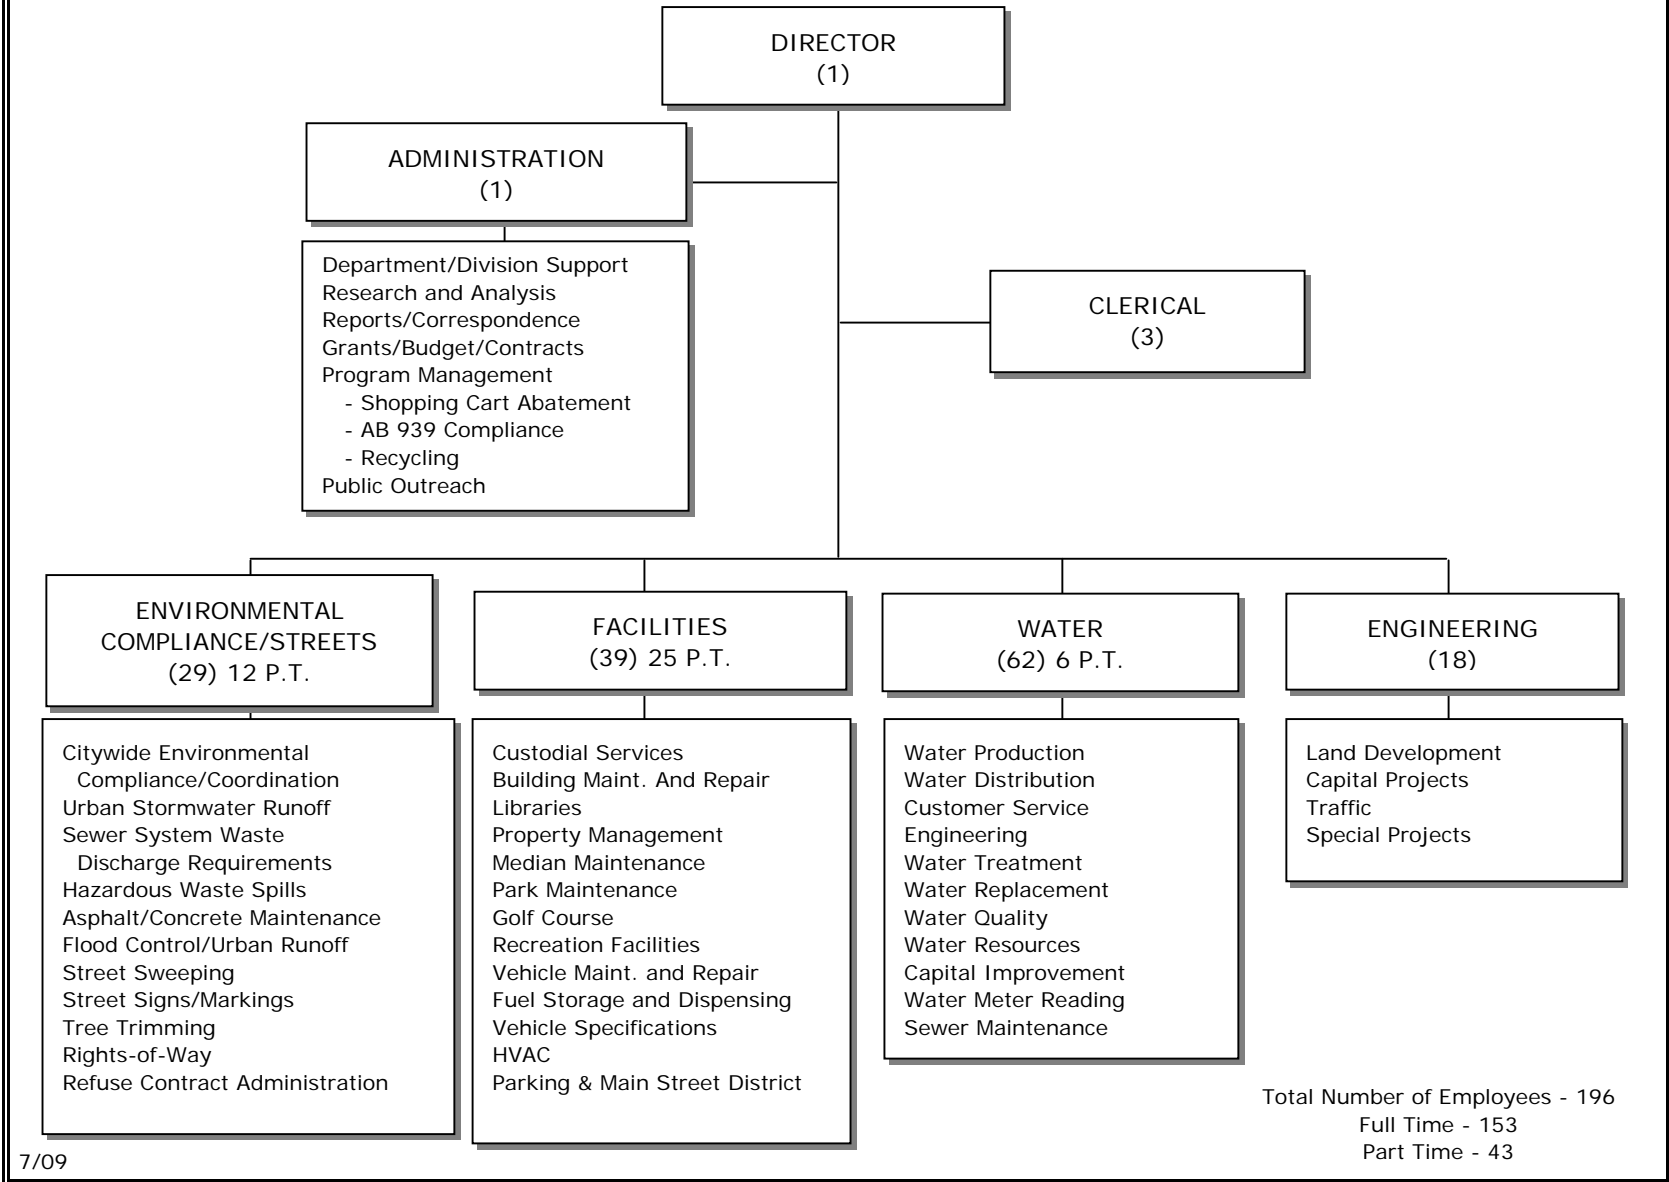 DIRECTOR
(1)
ADMINISTRATION
(1)
Department/Division Support
Research and Analysis
Reports/Correspondence
Grants/Budget/Contracts
Program Management
- Shopping Cart Abatement
- AB 939 Compliance
- Recycling
Public Outreach
CLERICAL
(3)
ENVIRONMENTAL
COMPLIANCE/STREETS
(29) 12 P.T.
Citywide Environmental
Compliance/Coordination
Urban Stormwater Runoff
Sewer System Waste
Discharge Requirements
Hazardous Waste Spills
Asphalt/Concrete Maintenance
Flood Control/Urban Runoff
Street Sweeping
Street Signs/Markings
Tree Trimming
Rights-of-Way
Refuse Contract Administration
FACILITIES
(39) 25 P.T.
Custodial Services
Building Maint. And Repair
Libraries
Property Management
Median Maintenance
Park Maintenance
Golf Course
Recreation Facilities
Vehicle Maint. and Repair
Fuel Storage and Dispensing
Vehicle Specifications
HVAC
Parking & Main Street District
WATER
(62) 6 P.T.
Water Production
Water Distribution
Customer Service
Engineering
Water Treatment
Water Replacement
Water Quality
Water Resources
Capital Improvement
Water Meter Reading
Sewer Maintenance
ENGINEERING
(18)
Land Development
Capital Projects
Traffic
Special Projects
Total Number of Employees - 196
Full Time - 153
Part Time - 43
7/09